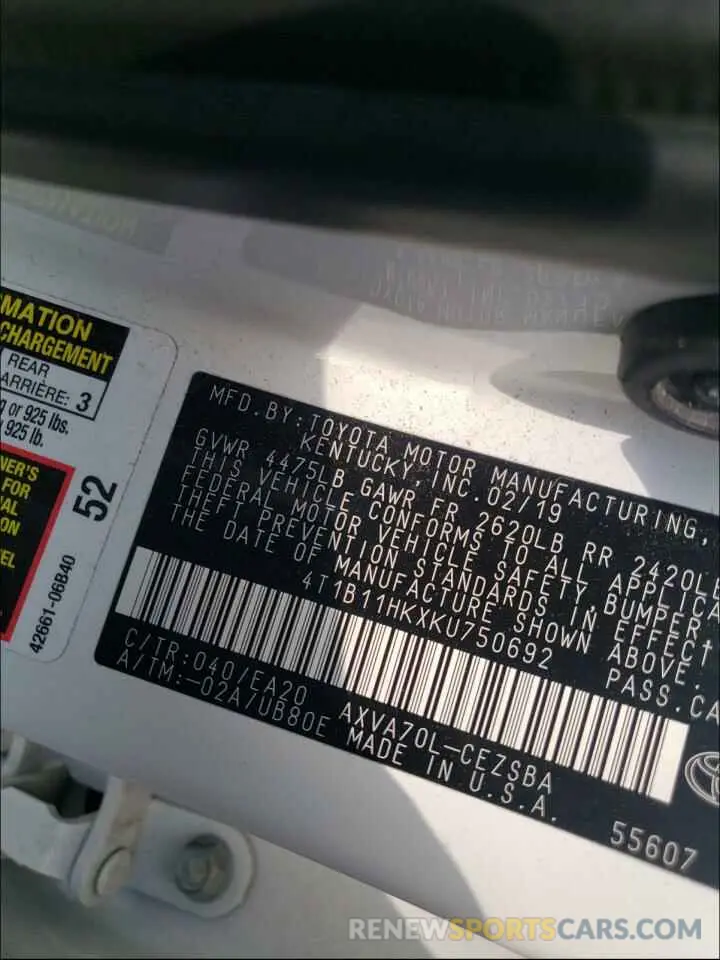 MATION
CHARGEMENT
REAR
ARRIÈRE: 3
or 925 lbs.
925 lb.
NER'S
FOR
ON
52
42661-06B40
MFD.BY:TOYOTA MOTOR MANUFACTURING,
KENTUCKY,INC.02/19
GVWR 4475LB GAWR FR 2620LB RR 2420LB
THIS VEHICLE CONFORMS TO ALL APPLICA
FEDERAL MOTOR VEHICLE SAFETY,BUMPER
THEFT PREVENTION STANDARDS IN EFFECT
THE DATE OF MANUFACTURE SHOWN ABOVE.
4T1B11HKXKU750692
PASS.CA
C/TR:040/EA20
A/TM:-02A/UB80E
AXVA70L-CEZSBA
MADE IN U.S.A.
55607
RENEWSPORTSCARS.COM